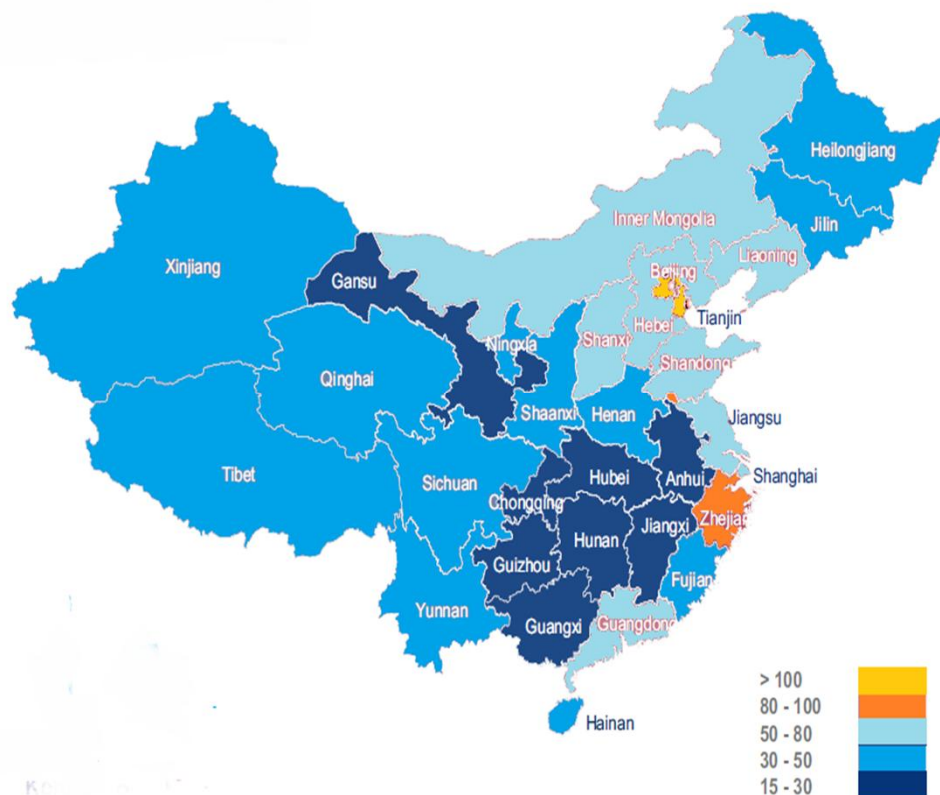 Heilongjiang
Inner Mongolia
Jilin
Liaoning
Xinjiang
Gansu
Beijing
Tianjin
Hebei
Shanxi
Ningxia
Shandong
Qinghai
Shaanxi
Henan
Jiangsu
Tibet
Sichuan
Hubei
Anhui
Shanghai
Chongqing
Zhejian
Hunan
Jiangxi
Guizhou
Fujian
Yunnan
Guangxi
Guangdong
Hainan
> 100
80 - 100
50 - 80
30 - 50
15 - 30